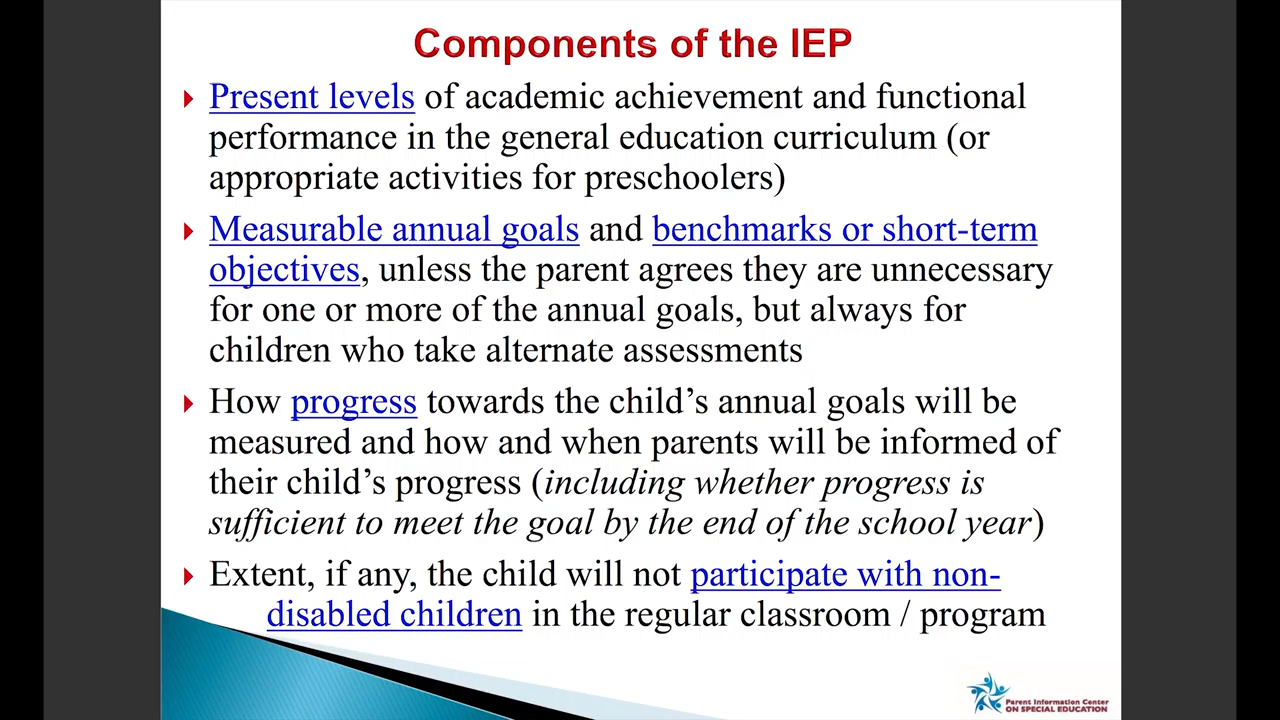 Components of the IEP
Present levels of academic achievement and functional
performance in the general education curriculum (or
appropriate activities for preschoolers)
Measurable annual goals and benchmarks or short-term
objectives, unless the parent agrees they are unnecessary
for one or more of the annual goals, but always for
children who take alternate assessments
How progress towards the child’s annual goals will be
measured and how and when parents will be informed of
their child’s progress (including whether progress is
sufficient to meet the goal by the end of the school year)
Extent, if any, the child will not participate with non-
disabled children in the regular classroom / program
Parent Information Center
ON SPECIAL EDUCATION